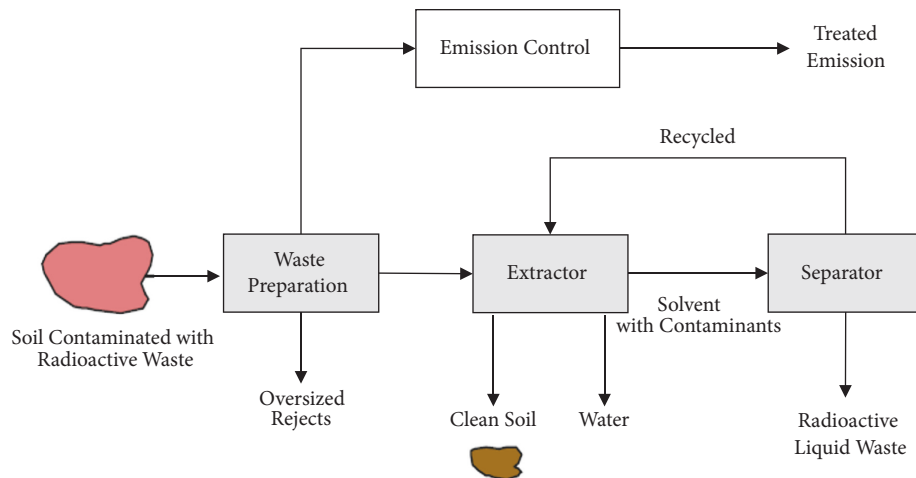 Emission Control
Treated
Emission
Recycled
Waste
Preparation
Extractor
Separator
Solvent
with Contaminants
Soil Contaminated with
Radioactive Waste
Oversized
Rejects
Clean Soil
Water
Radioactive
Liquid Waste